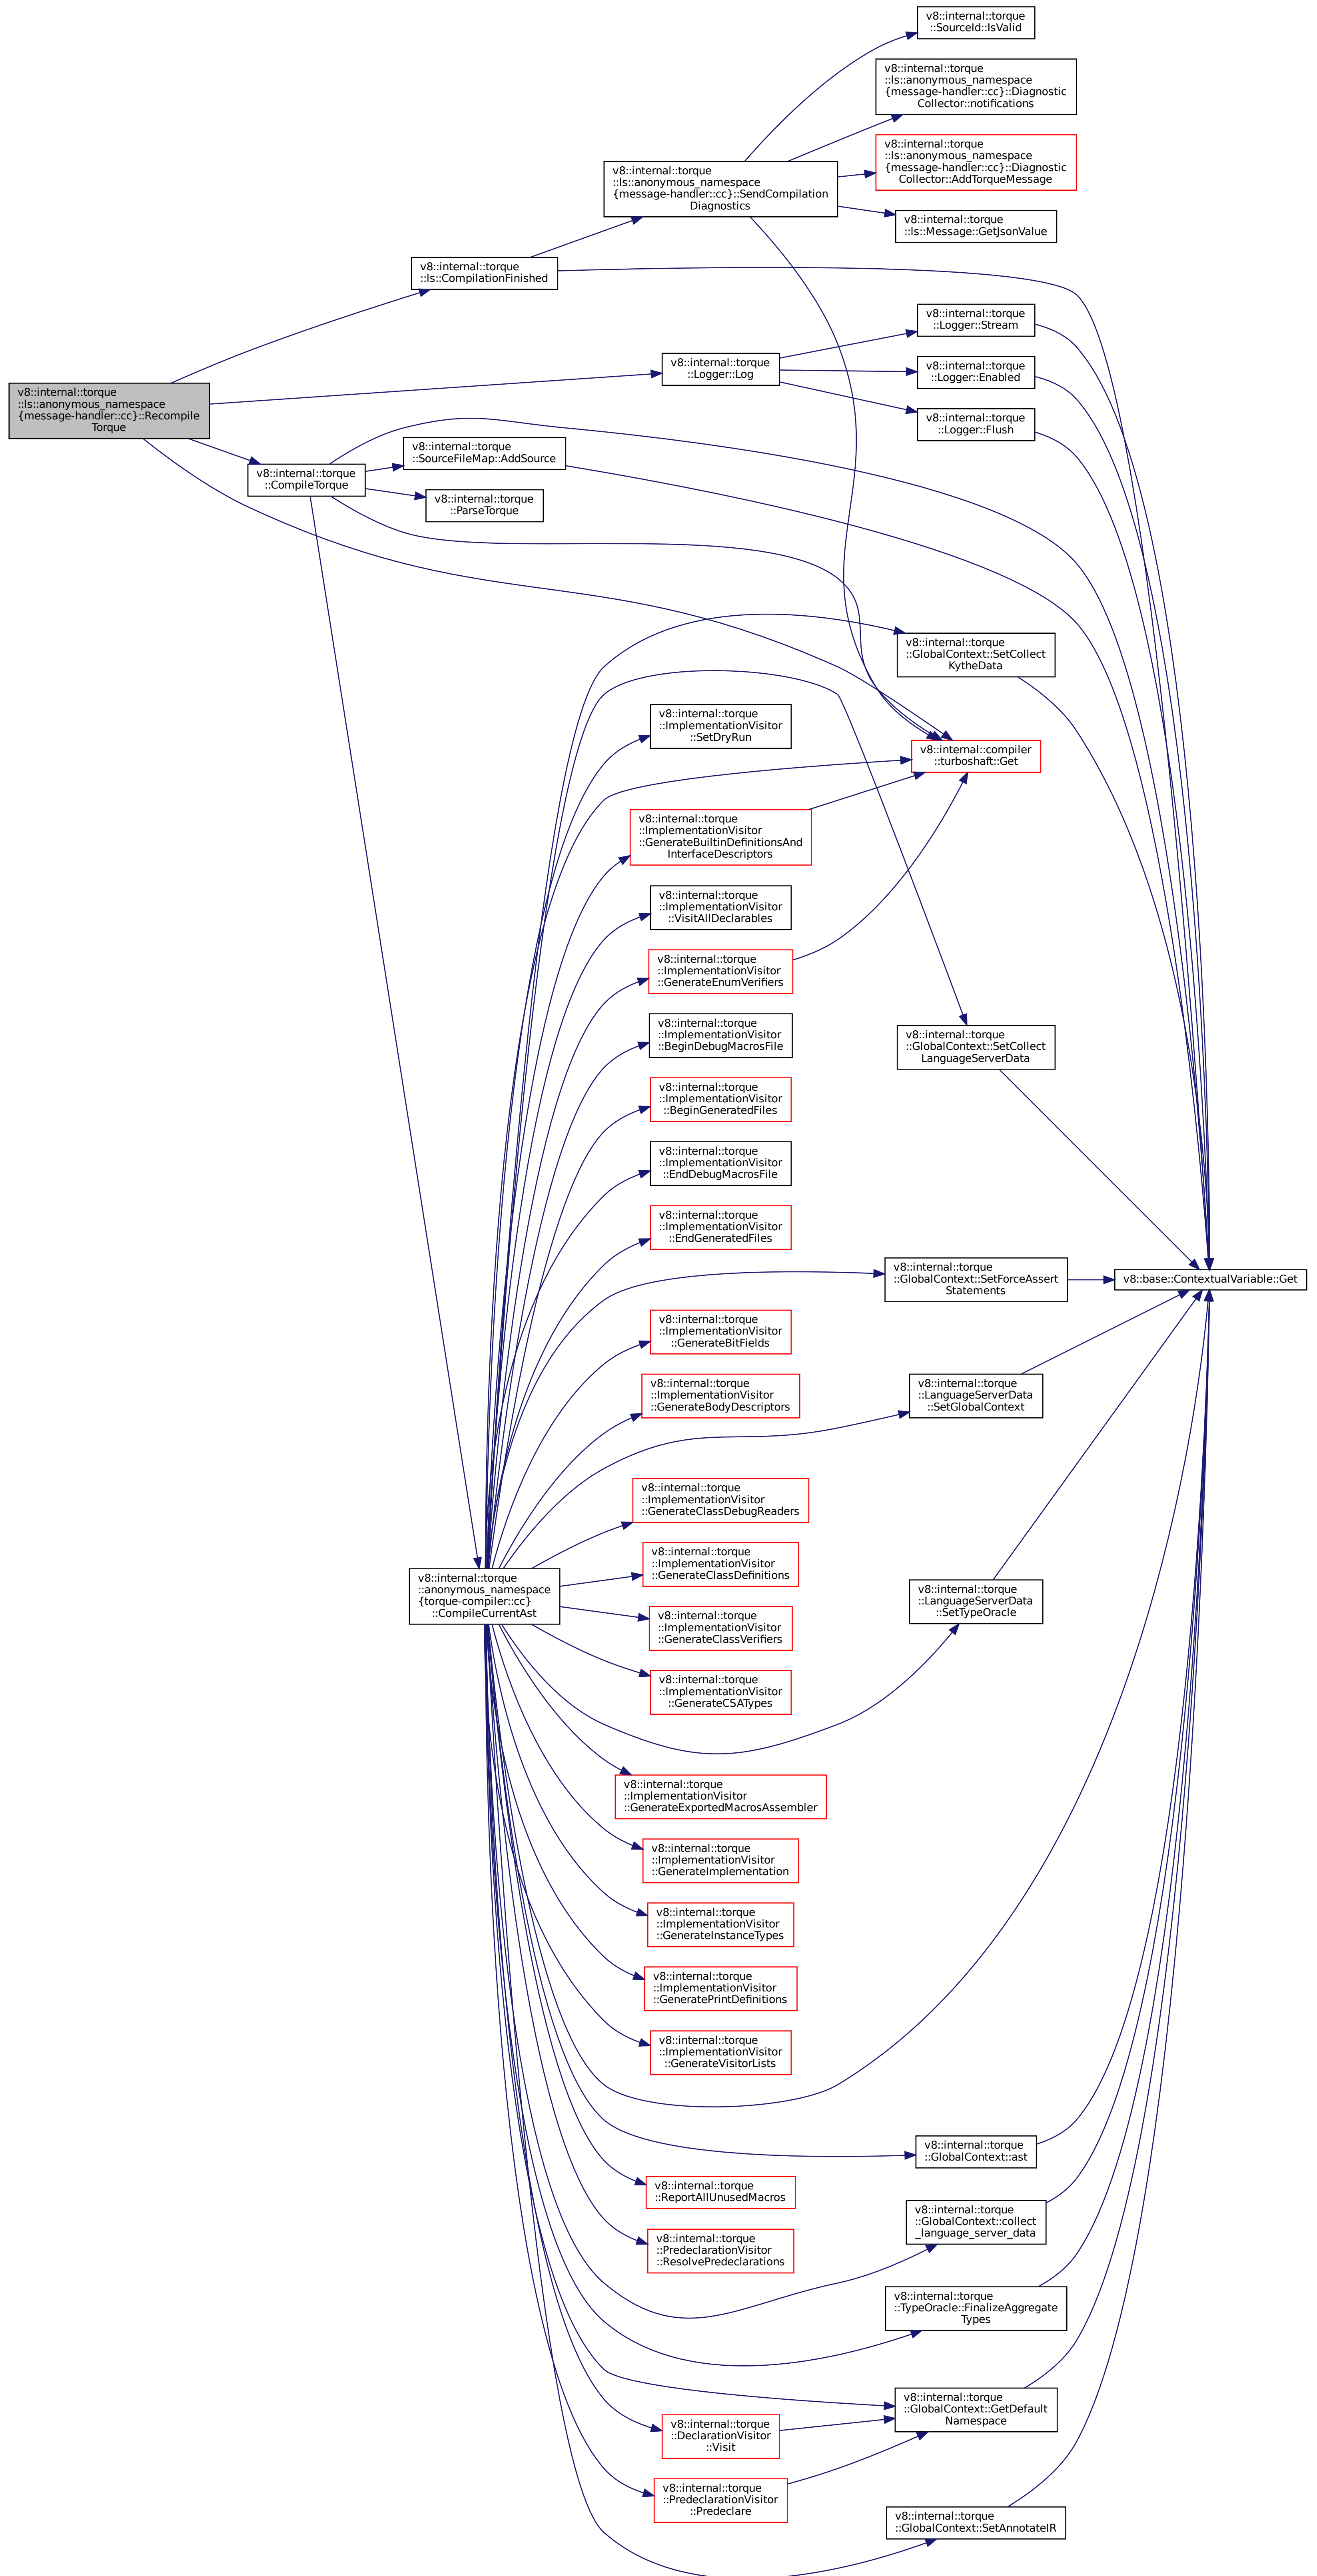 v8::internal::torque
::SourceId::IsValid
v8::internal::torque
::ls::anonymous_namespace
{message-handler::cc}::Diagnostic
Collector::notifications
v8::internal::torque
::ls::anonymous_namespace
{message-handler::cc}::Diagnostic
Collector::AddTorqueMessage
v8::internal::torque
::ls::anonymous_namespace
{message-handler::cc}::SendCompilation
Diagnostics
v8::internal::torque
::ls::Message::GetJsonValue
v8::internal::torque
::ls::CompilationFinished
v8::internal::torque
::Logger::Stream
v8::internal::torque
::Logger::Log
v8::internal::torque
::Logger::Enabled
v8::internal::torque
::ls::anonymous_namespace
{message-handler::cc}::Recompile
Torque
v8::internal::torque
::Logger::Flush
v8::internal::torque
::SourceFileMap::AddSource
v8::internal::torque
::CompileTorque
v8::internal::torque
::ParseTorque
v8::internal::torque
::GlobalContext::SetCollect
KytheData
v8::internal::torque
::ImplementationVisitor
::SetDryRun
v8::internal::compiler
::turboshaft::Get
v8::internal::torque
::ImplementationVisitor
::GenerateBuiltinDefinitionsAnd
InterfaceDescriptors
v8::internal::torque
::ImplementationVisitor
::VisitAllDeclarables
v8::internal::torque
::ImplementationVisitor
::GenerateEnumVerifiers
v8::internal::torque
::ImplementationVisitor
::BeginDebugMacrosFile
v8::internal::torque
::GlobalContext::SetCollect
LanguageServerData
v8::internal::torque
::ImplementationVisitor
::BeginGeneratedFiles
v8::internal::torque
::ImplementationVisitor
::EndDebugMacrosFile
v8::internal::torque
::ImplementationVisitor
::EndGeneratedFiles
v8::internal::torque
::GlobalContext::SetForceAssert
Statements
v8::base::ContextualVariable::Get
v8::internal::torque
::ImplementationVisitor
::GenerateBitFields
v8::internal::torque
::ImplementationVisitor
::GenerateBodyDescriptors
v8::internal::torque
::LanguageServerData
::SetGlobalContext
v8::internal::torque
::ImplementationVisitor
::GenerateClassDebugReaders
v8::internal::torque
::ImplementationVisitor
::GenerateClassDefinitions
v8::internal::torque
::anonymous_namespace
{torque-compiler::cc}
::CompileCurrentAst
v8::internal::torque
::LanguageServerData
::SetTypeOracle
v8::internal::torque
::ImplementationVisitor
::GenerateClassVerifiers
v8::internal::torque
::ImplementationVisitor
::GenerateCSATypes
v8::internal::torque
::ImplementationVisitor
::GenerateExportedMacrosAssembler
v8::internal::torque
::ImplementationVisitor
::GenerateImplementation
v8::internal::torque
::ImplementationVisitor
::GenerateInstanceTypes
v8::internal::torque
::ImplementationVisitor
::GeneratePrintDefinitions
v8::internal::torque
::ImplementationVisitor
::GenerateVisitorLists
v8::internal::torque
::GlobalContext::ast
v8::internal::torque
::ReportAllUnusedMacros
v8::internal::torque
::GlobalContext::collect
_language_server_data
v8::internal::torque
::PredeclarationVisitor
::ResolvePredeclarations
v8::internal::torque
::TypeOracle::FinalizeAggregate
Types
v8::internal::torque
::GlobalContext::GetDefault
Namespace
v8::internal::torque
::DeclarationVisitor
::Visit
v8::internal::torque
::PredeclarationVisitor
::Predeclare
v8::internal::torque
::GlobalContext::SetAnnotateIR